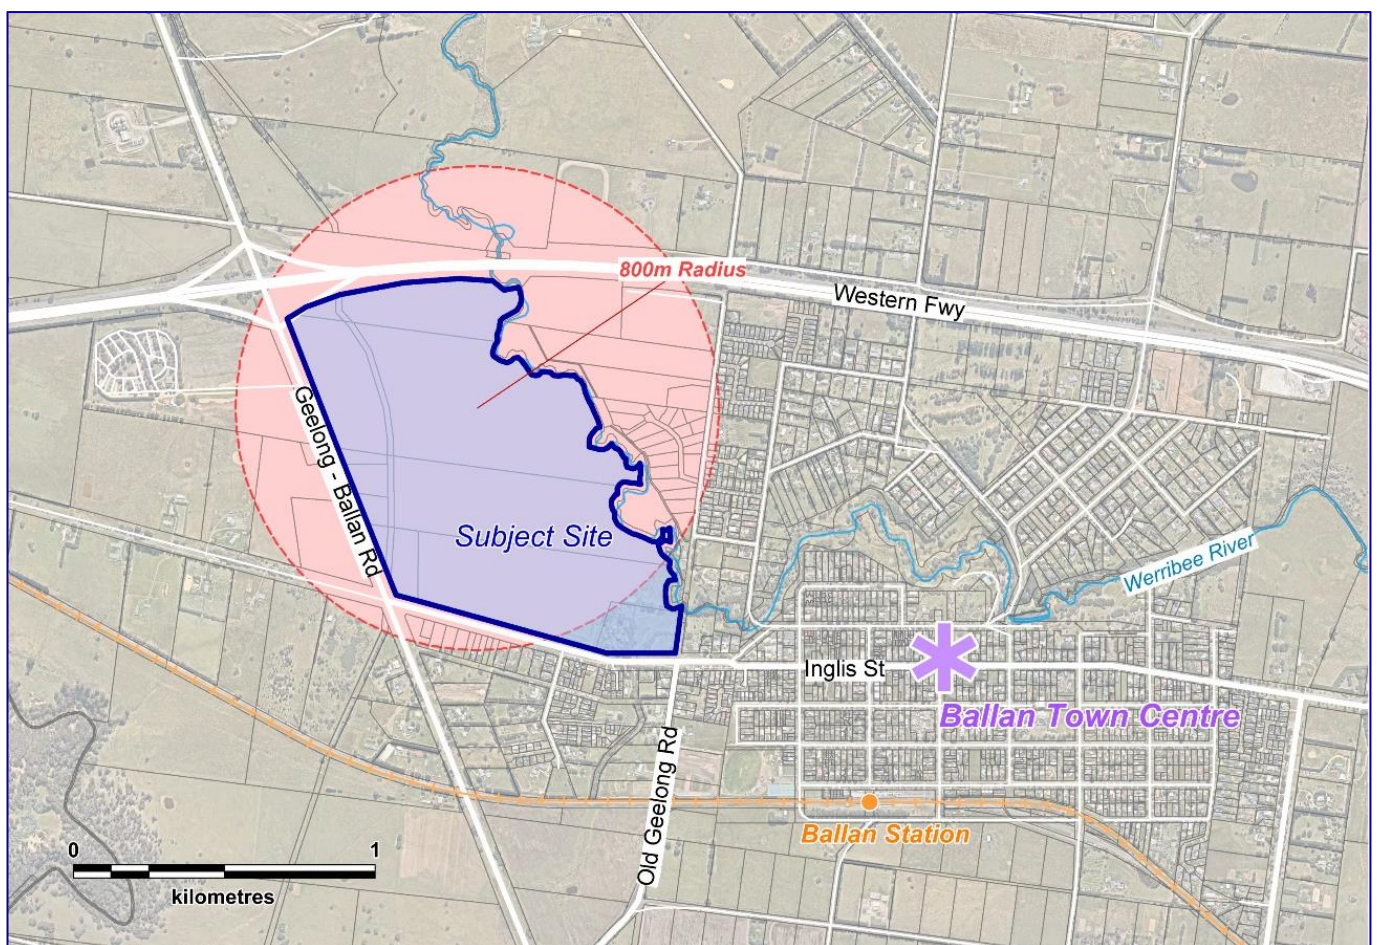 800m Radius
Western Fwy
Geelong - Ballan Rd
Subject Site
Werribee River
Inglis St
Ballan Town Centre
Old Geelong Rd
Ballan Station
0 1
kilometres